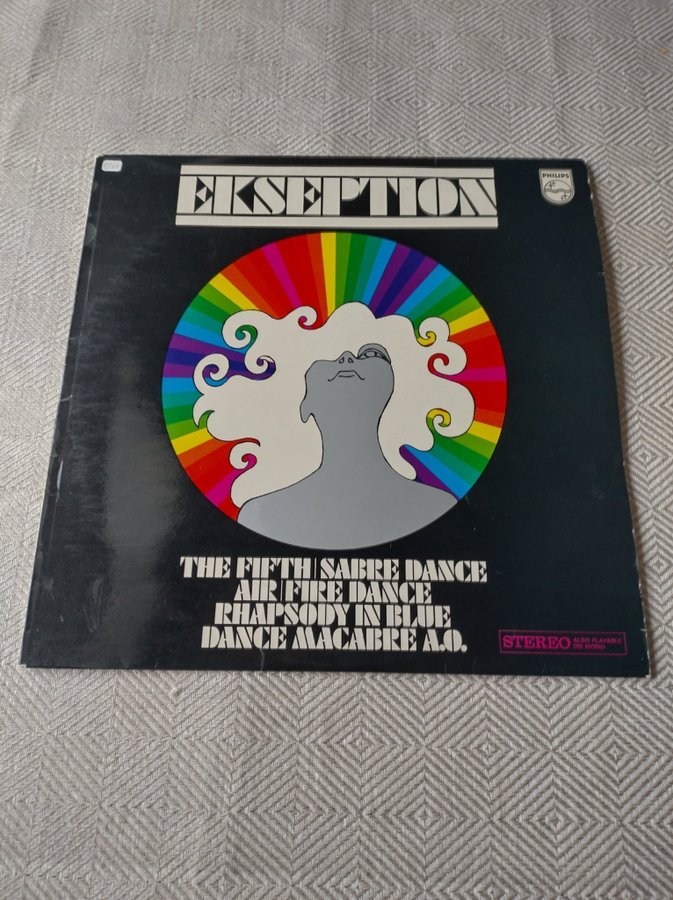 EKSEPTION
PHILIPS
THE FIFTH | SABRE DANCE
AIR | FIRE DANCE
RHAPSODY IN BLUE
DANCE MACABRE A.O.
STEREO
ALSO PLAYABLE
ON MONO